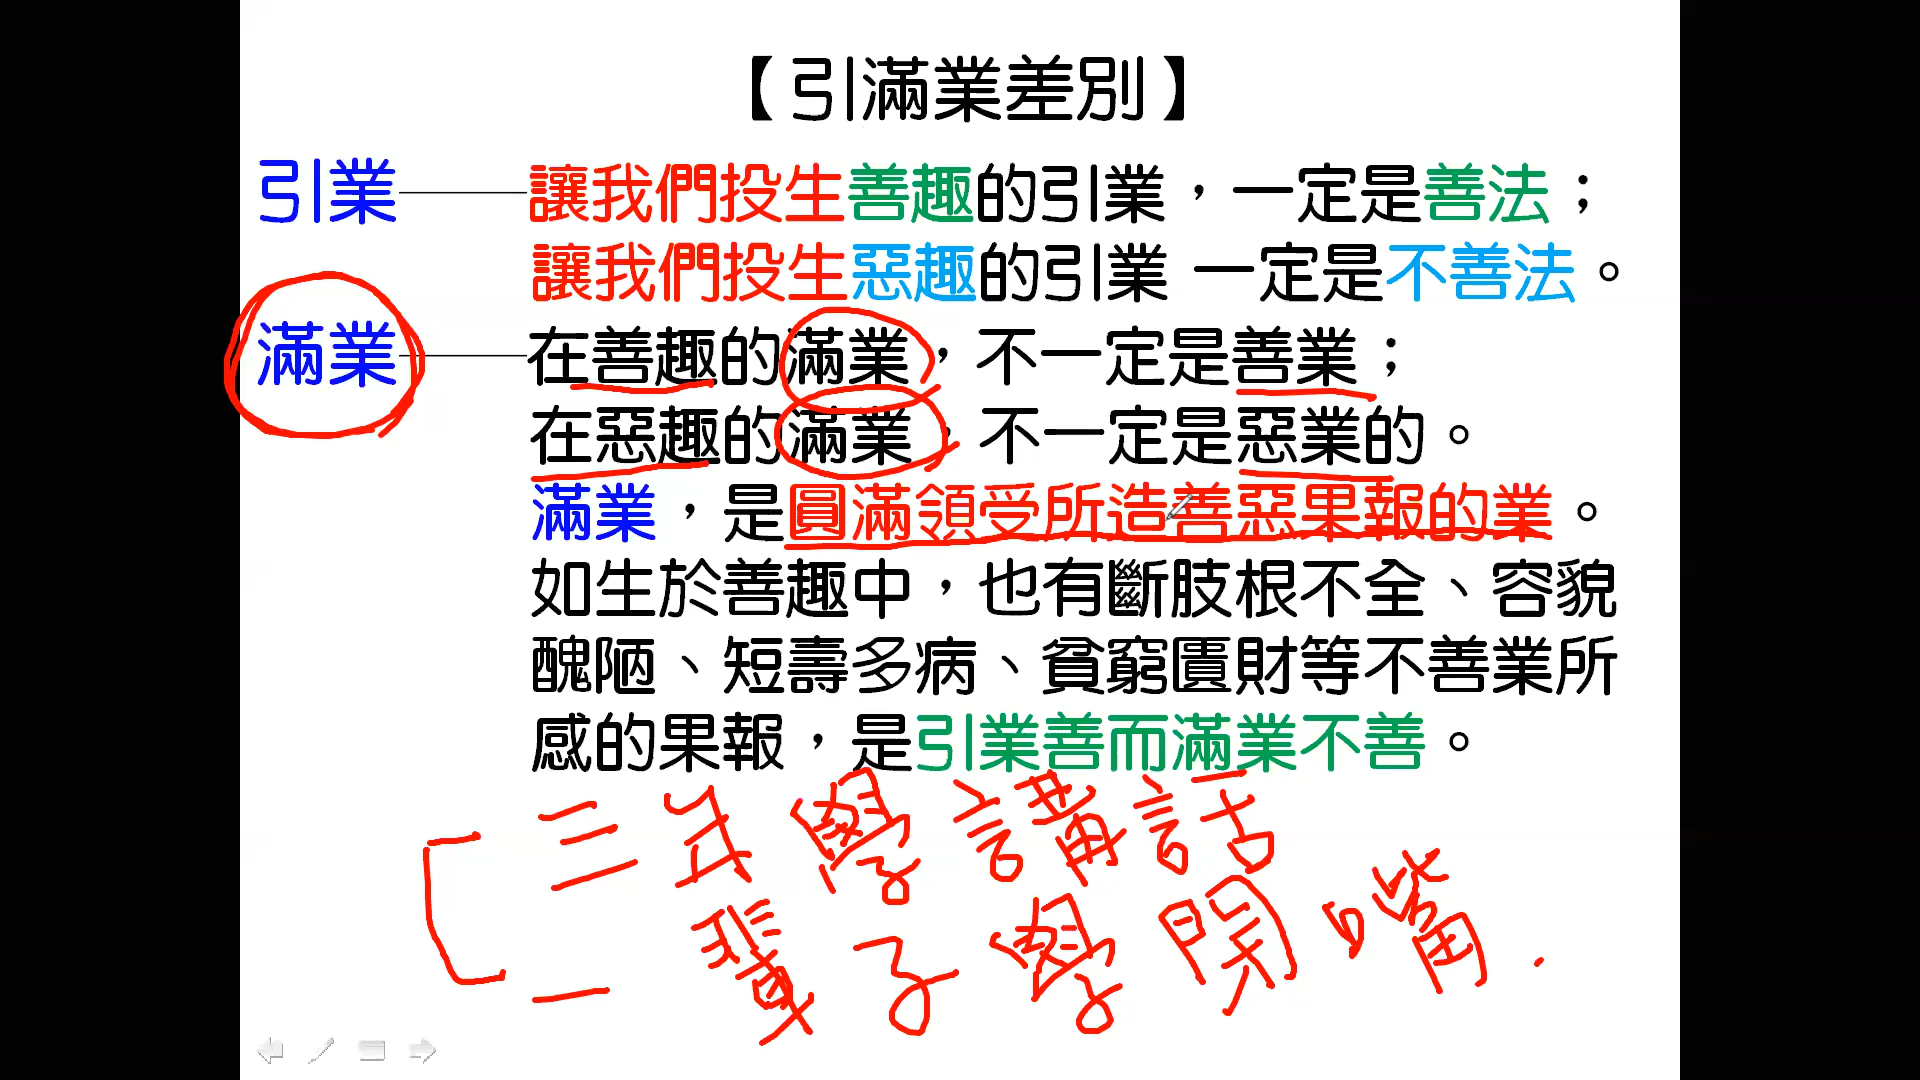 【引滿業差別】
引業 讓我們投生善趣的引業，一定是善法；
讓我們投生惡趣的引業 一定是不善法。
滿業 在善趣的滿業，不一定是善業；
在惡趣的滿業，不一定是惡業的。
滿業，是圓滿領受所造善惡果報的業。
如生於善趣中，也有斷肢根不全、容貌
醜陋、短壽多病、貧窮匱財等不善業所
感的果報，是引業善而滿業不善。
三年學講話
一輩子學閉嘴.